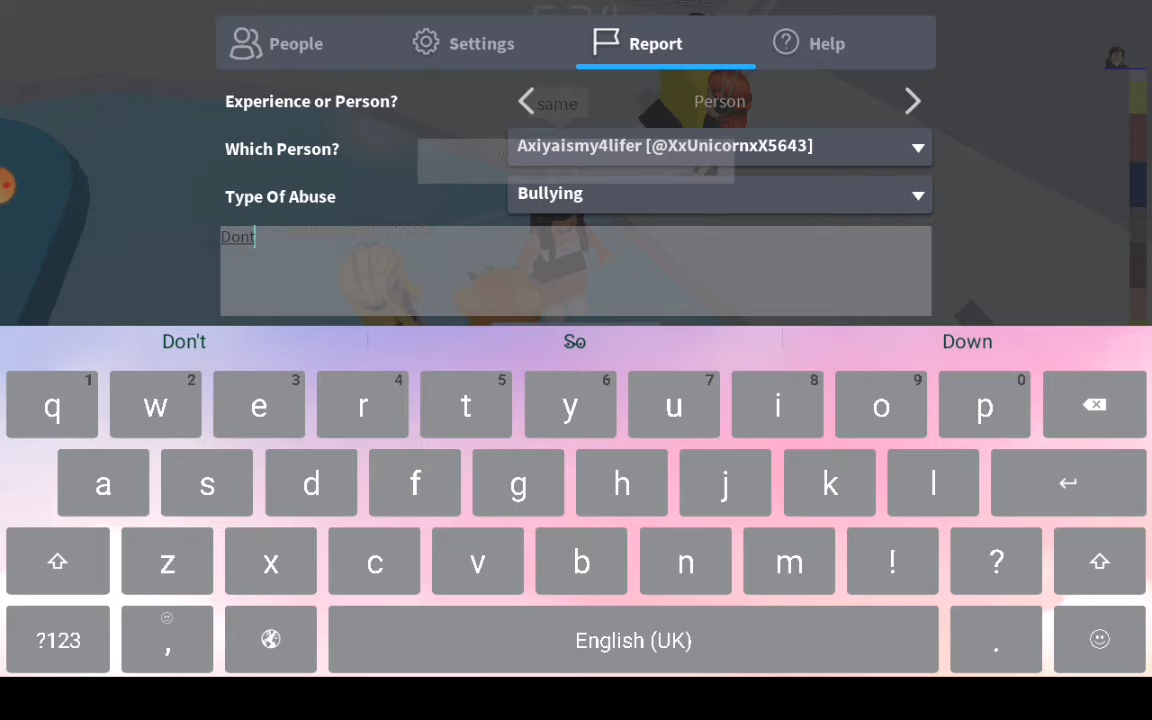 People Settings Report Help
Experience or Person? same Person
Which Person? Axiyaismy4lifer [@XxUnicornxX5643]
Type Of Abuse Bullying
Dont
Don't So Down
1 2 3 4 5 6 7 8 9 0
q w e r t y u i o p
a s d f g h j k l
z x c v b n m ! ?
?123 , English (UK) .